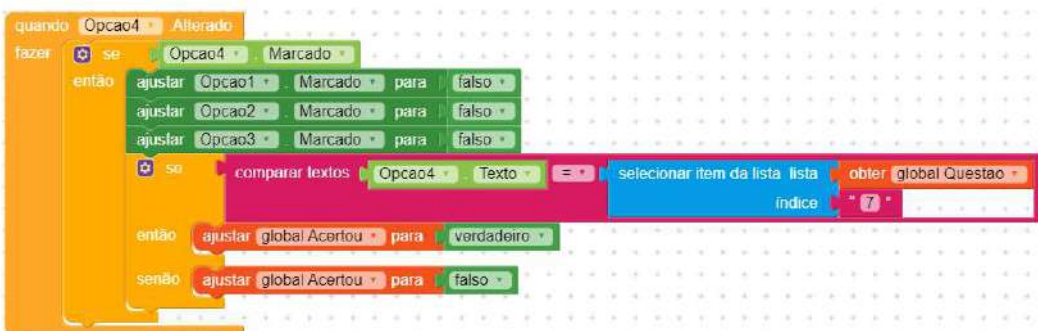 quando Opcao4 Alterado
fazer se Opcao4 . Marcado
então ajustar Opcao1 . Marcado para falso
ajustar Opcao2 . Marcado para falso
ajustar Opcao3 . Marcado para falso
se comparar textos Opcao4 . Texto = selecionar item da lista lista obter global Questao
índice " 7 "
então ajustar global Acertou para verdadeiro
senão ajustar global Acertou para falso